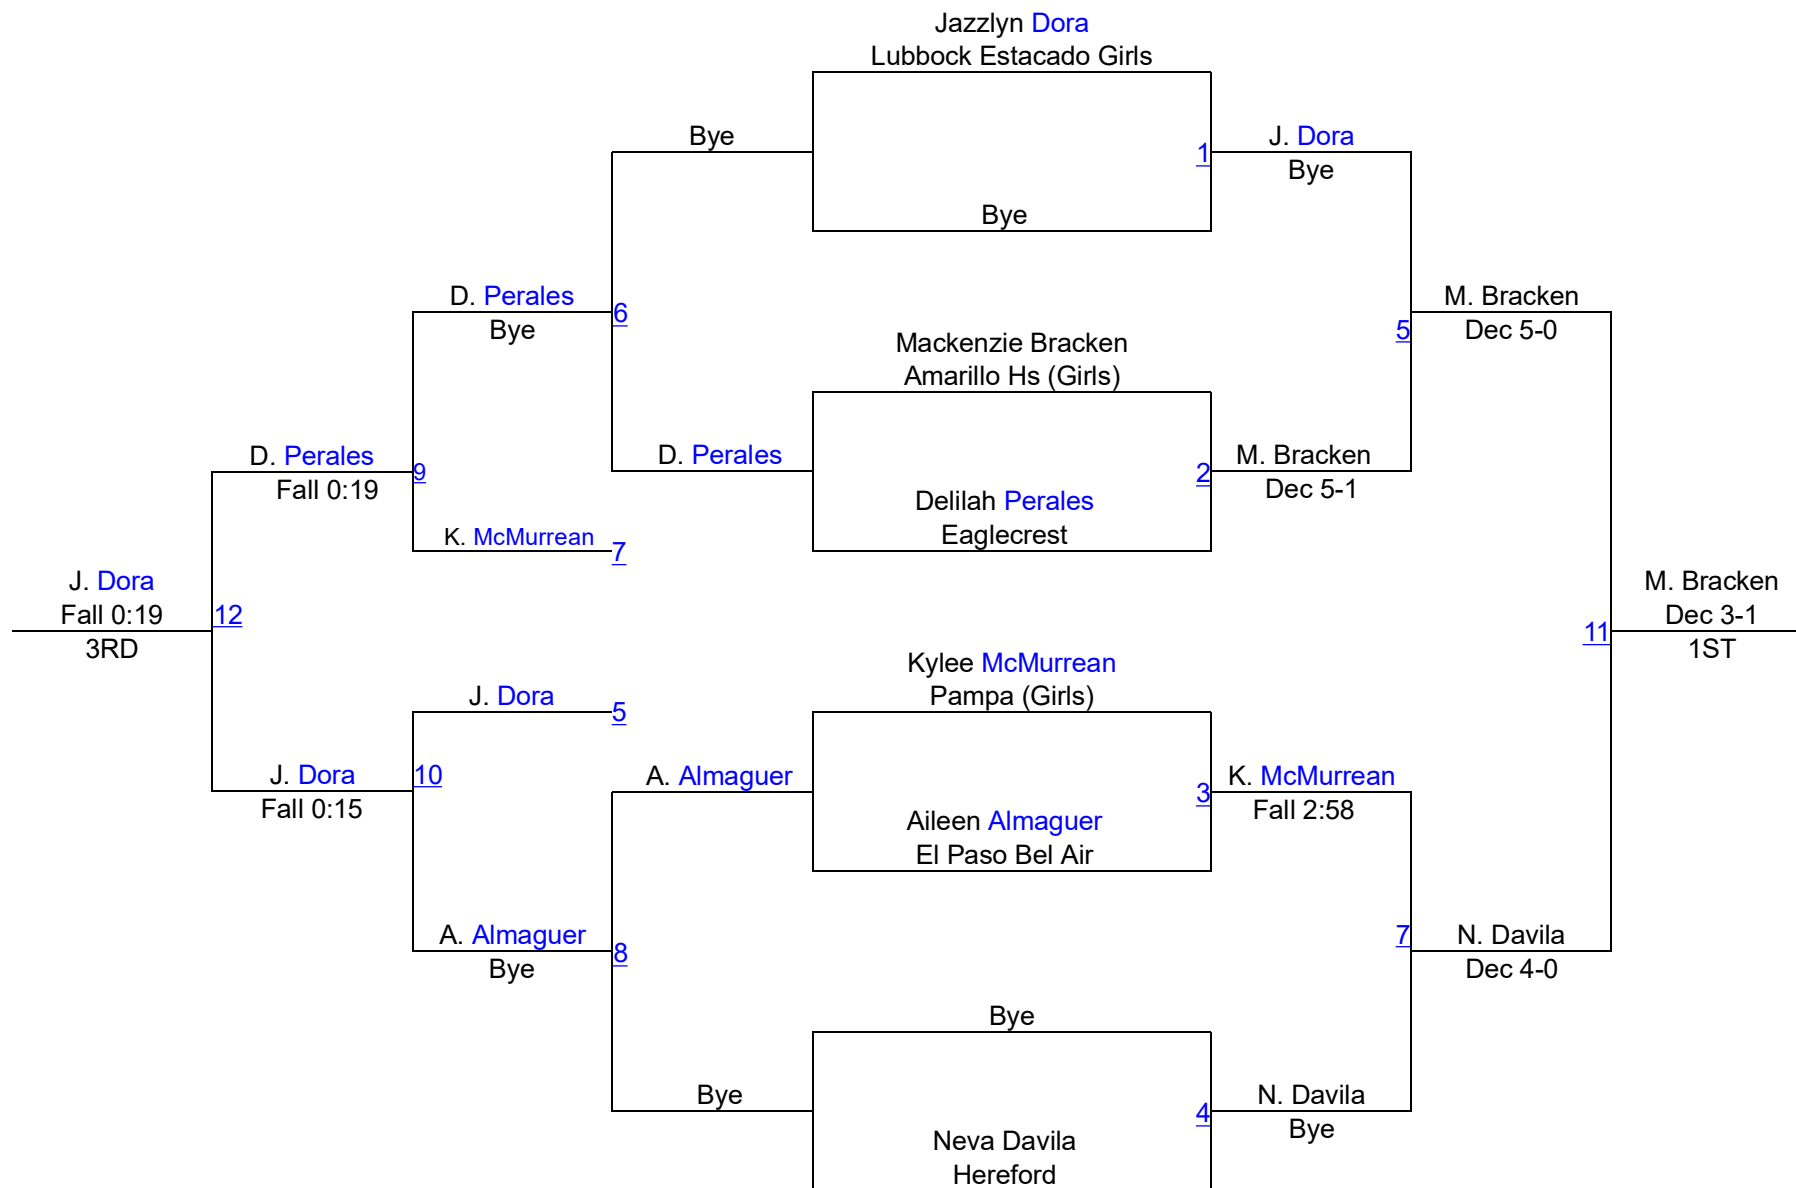 Jazzlyn Dora
Lubbock Estacado Girls
Bye
1
J. Dora
Bye
Bye
D. Perales
Bye
6
M. Bracken
Dec 5-0
5
Mackenzie Bracken
Amarillo Hs (Girls)
D. Perales
Fall 0:19
9
D. Perales
2
M. Bracken
Dec 5-1
Delilah Perales
Eaglecrest
K. McMurrean
7
J. Dora
Fall 0:19
3RD
12
M. Bracken
Dec 3-1
1ST
11
Kylee McMurrean
Pampa (Girls)
J. Dora
5
J. Dora
Fall 0:15
10
A. Almaguer
3
K. McMurrean
Fall 2:58
Aileen Almaguer
El Paso Bel Air
A. Almaguer
Bye
8
7
N. Davila
Dec 4-0
Bye
Bye
4
N. Davila
Bye
Neva Davila
Hereford